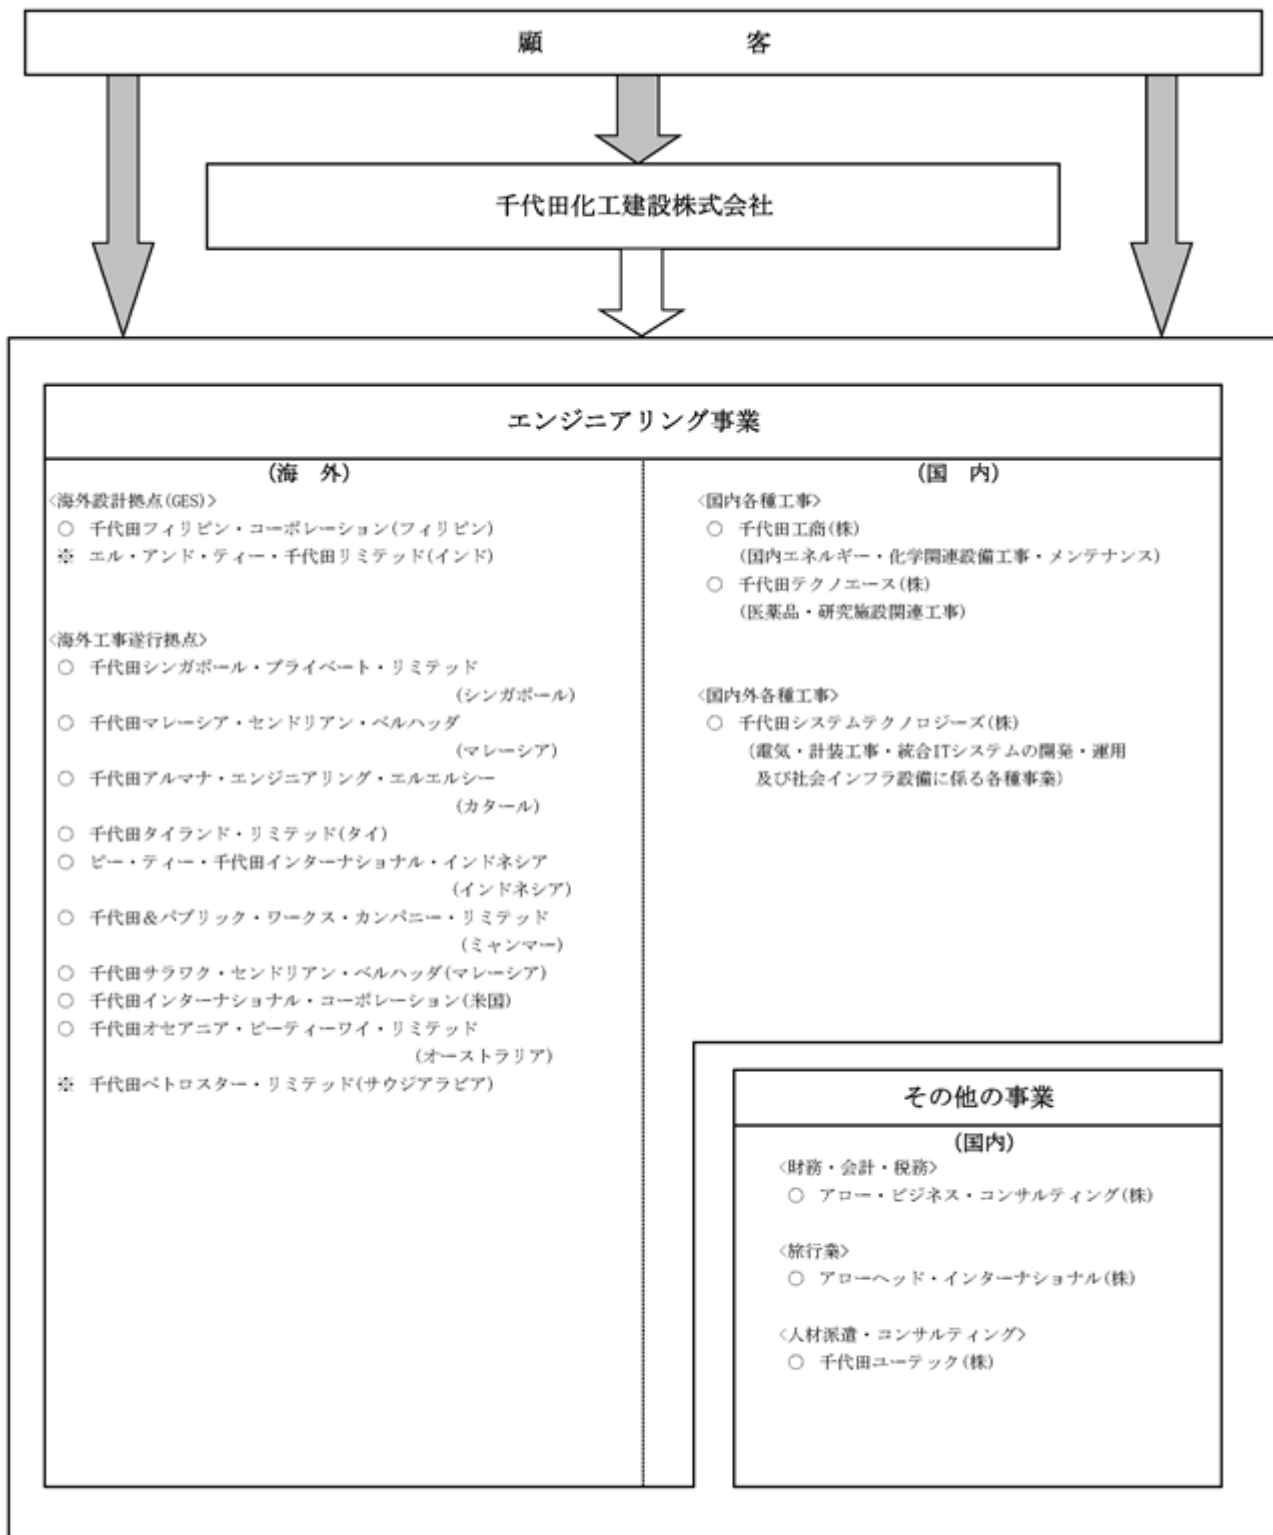 顧　　　　客
千代田化工建設株式会社
エンジニアリング事業
(海　外)
<海外設計拠点(GES)>
○ 千代田フィリピン・コーポレーション(フィリピン)
※ エル・アンド・ティー・千代田リミテッド(インド)
<海外工事遂行拠点>
○ 千代田シンガポール・プライベート・リミテッド
(シンガポール)
○ 千代田マレーシア・センドリアン・ベルハッダ
(マレーシア)
○ 千代田アルマナ・エンジニアリング・エルエルシー
(カタール)
○ 千代田タイランド・リミテッド(タイ)
○ ピー・ティー・千代田インターナショナル・インドネシア
(インドネシア)
○ 千代田&パブリック・ワークス・カンパニー・リミテッド
(ミャンマー)
○ 千代田サラワク・センドリアン・ベルハッダ(マレーシア)
○ 千代田インターナショナル・コーポレーション(米国)
○ 千代田オセアニア・ピーティーワイ・リミテッド
(オーストラリア)
※ 千代田ペトロスター・リミテッド(サウジアラビア)
(国　内)
<国内各種工事>
○ 千代田工商(株)
(国内エネルギー・化学関連設備工事・メンテナンス)
○ 千代田テクノエース(株)
(医薬品・研究施設関連工事)
<国内外各種工事>
○ 千代田システムテクノロジーズ(株)
(電気・計装工事・統合ITシステムの開発・運用
及び社会インフラ設備に係る各種事業)
その他の事業
(国内)
<財務・会計・税務>
○ アロー・ビジネス・コンサルティング(株)
<旅行業>
○ アローヘッド・インターナショナル(株)
<人材派遣・コンサルティング>
○ 千代田ユーテック(株)